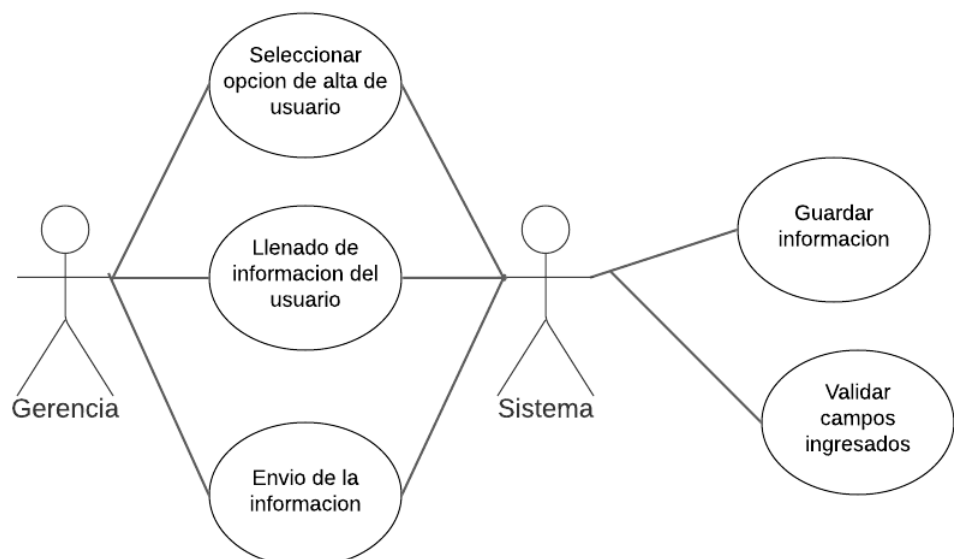 Seleccionar
opcion de alta de
usuario
Llenado de
informacion del
usuario
Envio de la
informacion
Gerencia
Sistema
Guardar
informacion
Validar
campos
ingresados